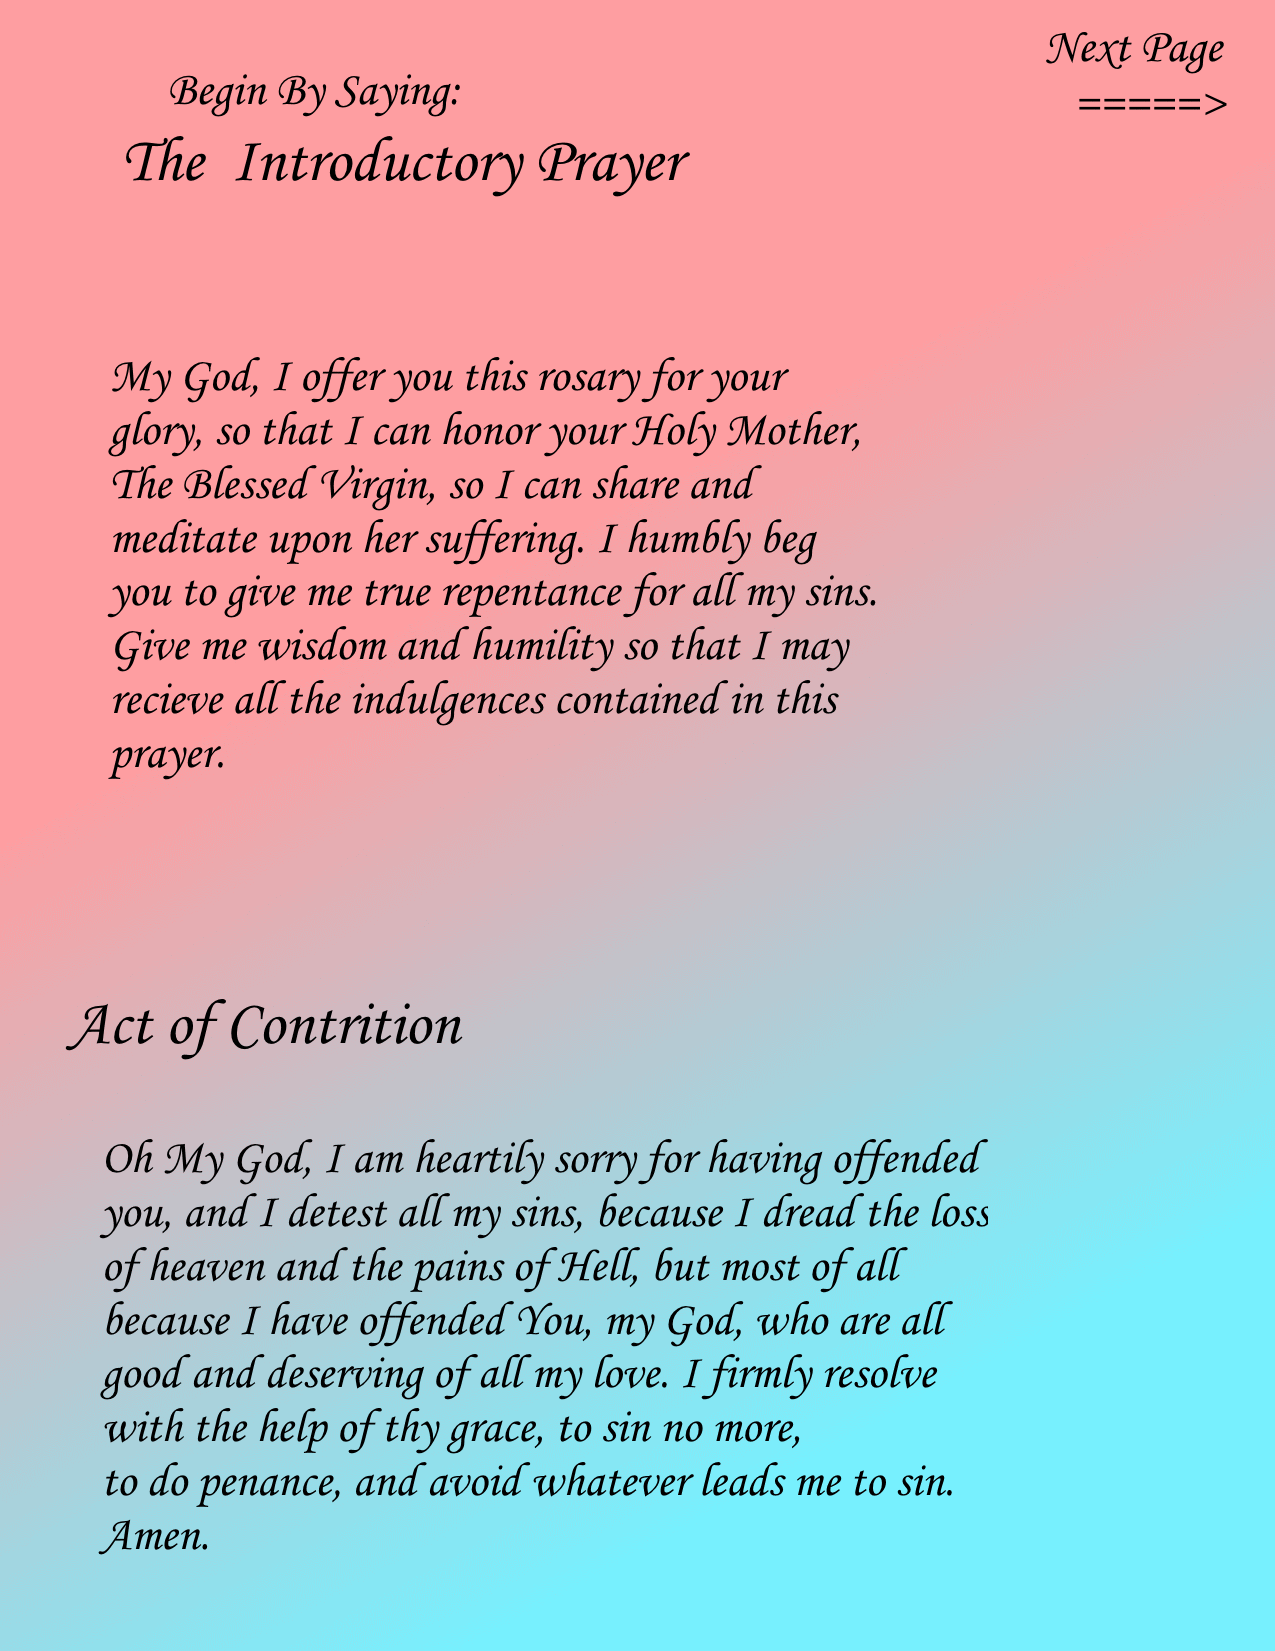 Next Page
=====>
Begin By Saying:
The Introductory Prayer
My God, I offer you this rosary for your
glory, so that I can honor your Holy Mother,
The Blessed Virgin, so I can share and
meditate upon her suffering. I humbly beg
you to give me true repentance for all my sins.
Give me wisdom and humility so that I may
recieve all the indulgences contained in this
prayer.
Act of Contrition
Oh My God, I am heartily sorry for having offended
you, and I detest all my sins, because I dread the loss
of heaven and the pains of Hell, but most of all
because I have offended You, my God, who are all
good and deserving of all my love. I firmly resolve
with the help of thy grace, to sin no more,
to do penance, and avoid whatever leads me to sin.
Amen.